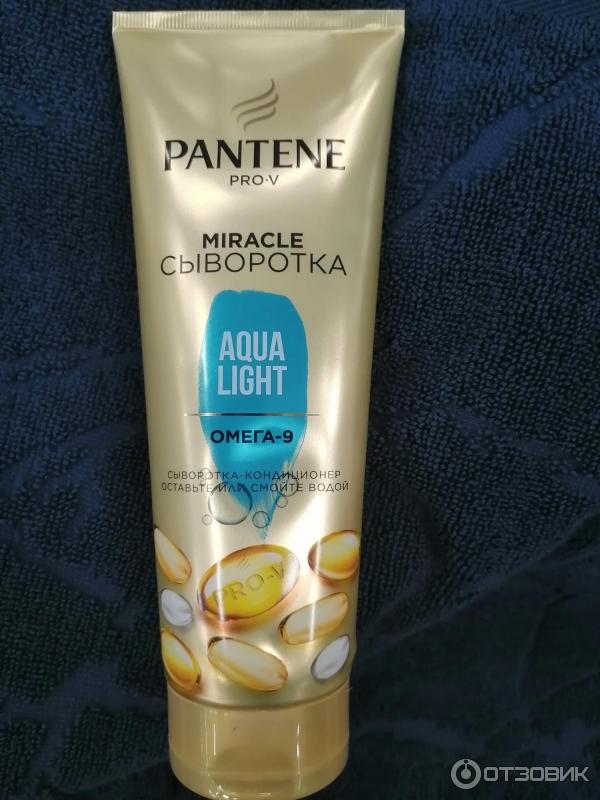 PANTENE
PRO-V
MIRACLE
СЫВОРОТКА
AQUA
LIGHT
ОМЕГА-9
СЫВОРОТКА-КОНДИЦИОНЕР
ОСТАВЬТЕ ИЛИ СМОЙТЕ ВОДОЙ
PRO-V
ОТЗОВИК